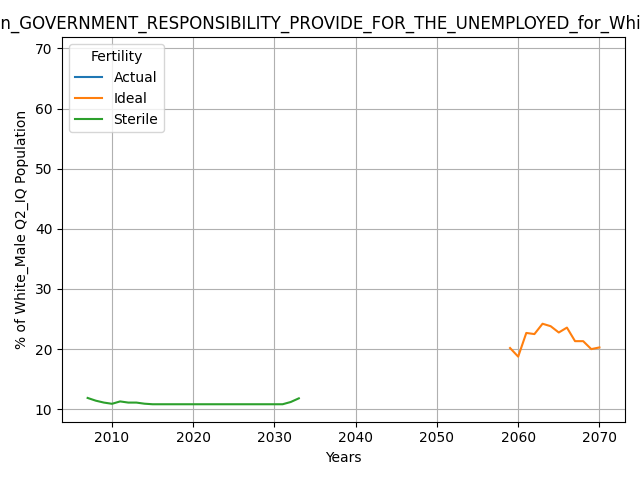 n_GOVERNMENT_RESPONSIBILITY_PROVIDE_FOR_THE_UNEMPLOYED_for_Whi
Fertility
Actual
Ideal
Sterile
70
60
50
40
30
20
10
% of White_Male Q2_IQ Population
2010 2020 2030 2040 2050 2060 2070
Years